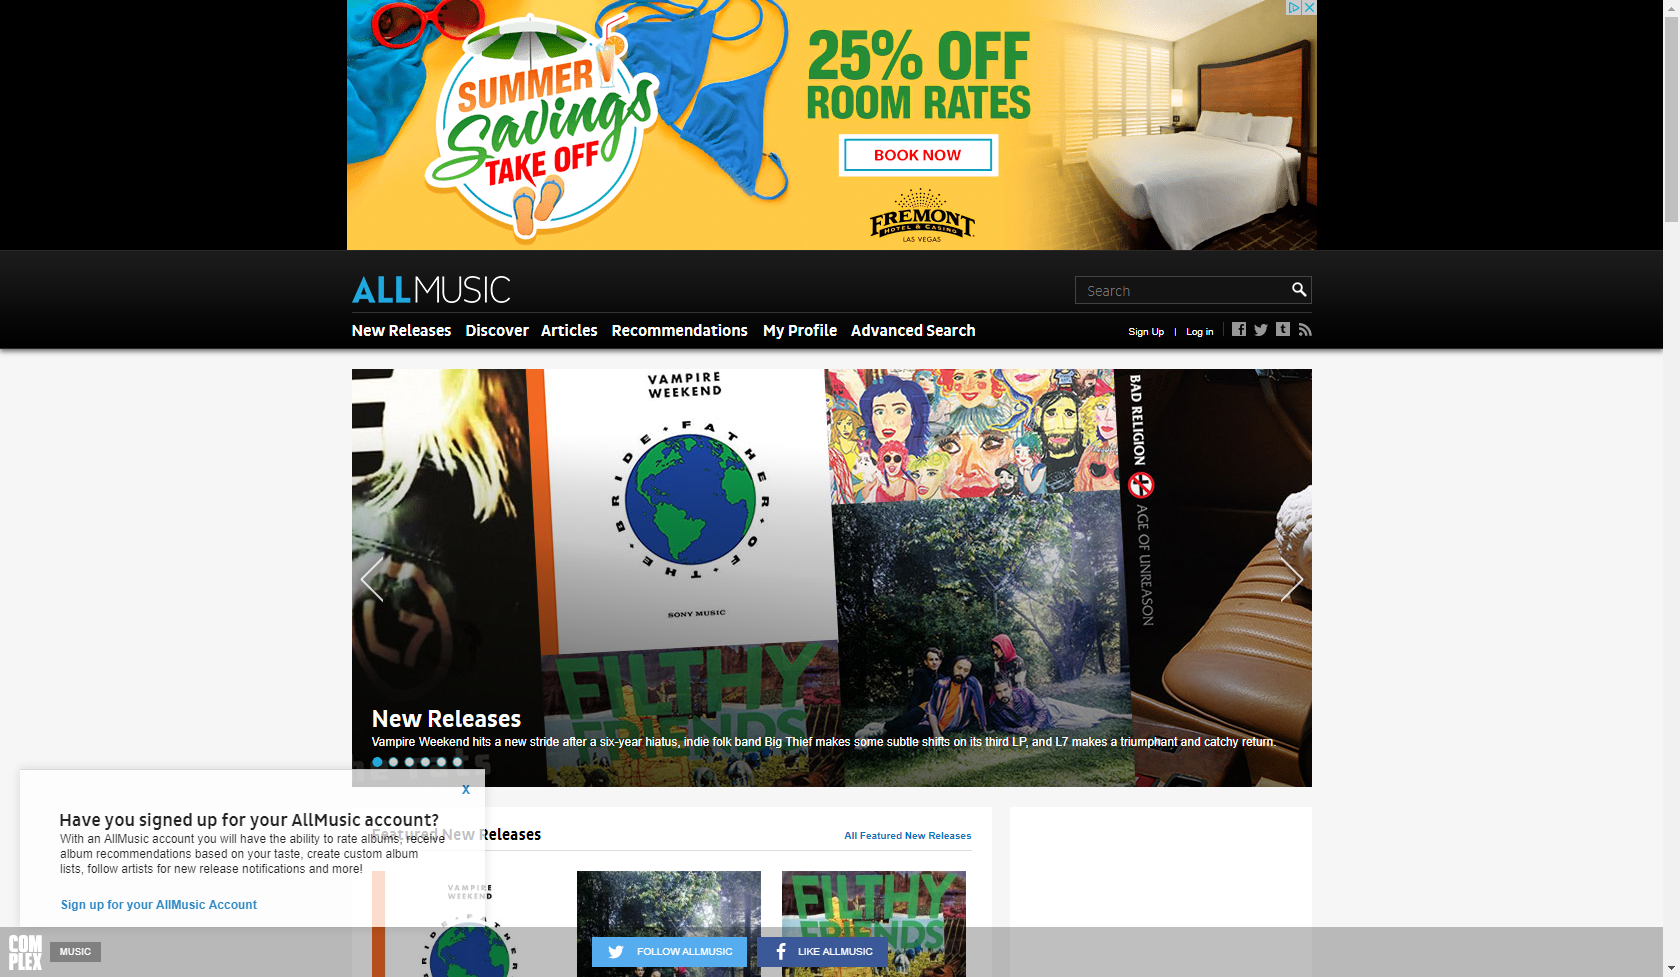 SUMMER
Savings
TAKE OFF
25% OFF
ROOM RATES
BOOK NOW
FREMONT
HOTEL & CASINO
LAS VEGAS
ALLMUSIC
Search
New Releases Discover Articles Recommendations My Profile Advanced Search
Sign Up | Log in
VAMPIRE
WEEKEND
FATHER OF THE BRIDE
SONY MUSIC
BAD RELIGION
AGE OF UNREASON
L7
FILTHY
FRIENDS
New Releases
Vampire Weekend hits a new stride after a six-year hiatus, indie folk band Big Thief makes some subtle shifts on its third LP, and L7 makes a triumphant and catchy return.
X
Have you signed up for your AllMusic account?
With an AllMusic account you will have the ability to rate albums, receive
album recommendations based on your taste, create custom album
lists, follow artists for new release notifications and more!
Sign up for your AllMusic Account
Featured New Releases
All Featured New Releases
VAMPIRE
WEEKEND
FILTHY
FRIENDS
COM
PLEX
MUSIC
FOLLOW ALLMUSIC
LIKE ALLMUSIC